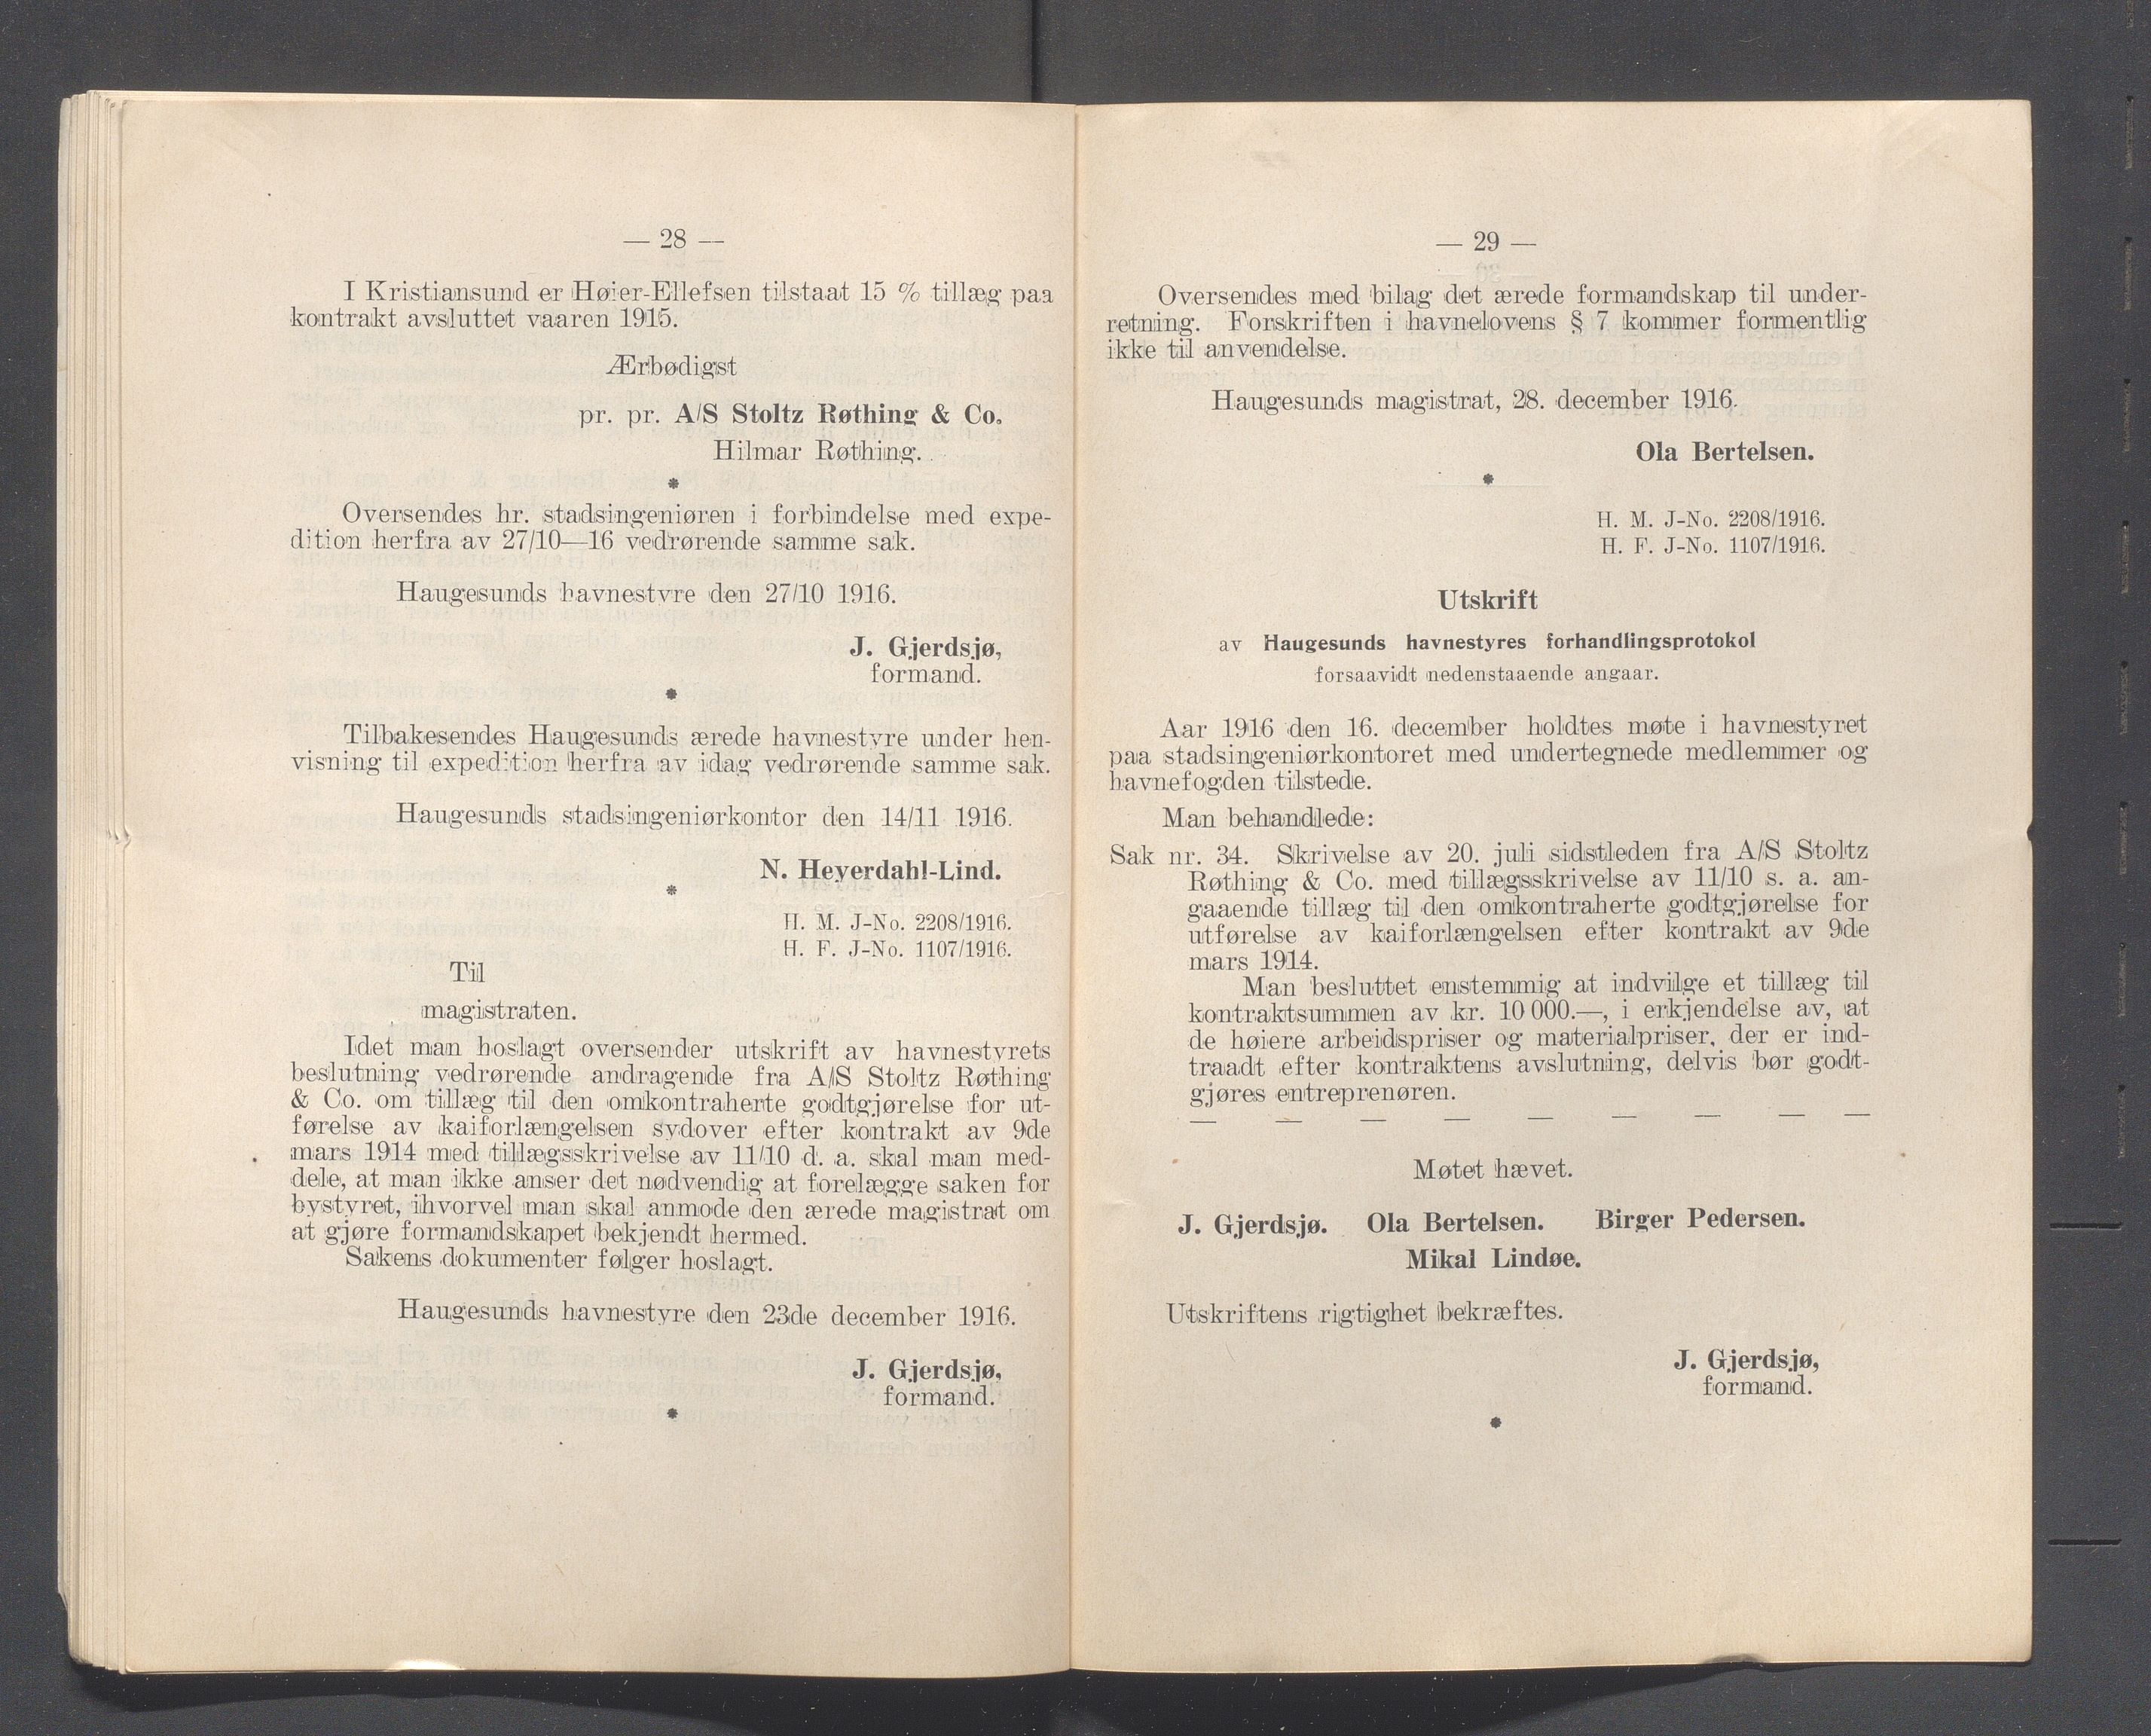 — 28 —
I Kristiansund er Høier-Ellefsen tilstaat 15 % tillæg paa
kontrakt avsluttet vaaren 1915.
Ærbødigst
pr. pr. A/S Stoltz Røthing & Co.
Hilmar Røthing.
*
Oversendes hr. stadsingeniøren i forbindelse med expe-
dition herfra av 27/10—16 vedrørende samme sak.
Haugesunds havnestyre den 27/10 1916.
J. Gjerdsjø,
formand.
*
Tilbakesendes Haugesunds ærede havnestyre under hen-
visning til expedition herfra av idag vedrørende samme sak.
Haugesunds stadsingeniørkontor den 14/11 1916.
N. Heyerdahl-Lind.
*
H. M. J-No. 2208/1916.
H. F. J-No. 1107/1916.
Til
magistraten.
Idet man hoslagt oversender utskrift av havnestyrets
beslutning vedrørende andragende fra A/S Stoltz Røthing
& Co. om tillæg til den omkontraherte godtgjørelse for ut-
førelse av kaiforlængelsen sydover efter kontrakt av 9de
mars 1914 med tillægsskrivelse av 11/10 d. a. skal man med-
dele, at man ikke anser det nødvendig at forelægge saken for
bystyret, ihvorvel man skal anmode den ærede magistrat om
at gjøre formandskapet bekjendt hermed.
Sakens dokumenter følger hoslagt.
Haugesunds havnestyre den 23de december 1916.
J. Gjerdsjø,
formand.
*
— 29 —
Oversendes med bilag det ærede formandskap til under-
retning. Forskriften i havnelovens § 7 kommer formentlig
ikke til anvendelse.
Haugesunds magistrat, 28. december 1916.
Ola Bertelsen.
*
H. M. J-No. 2208/1916.
H. F. J-No. 1107/1916.
Utskrift
av Haugesunds havnestyres forhandlingsprotokol
forsaavidt nedenstaaende angaar.
Aar 1916 den 16. december holdtes møte i havnestyret
paa stadsingeniørkontoret med undertegnede medlemmer og
havnefogden tilstede.
Man behandlede:
Sak nr. 34. Skrivelse av 20. juli sidstleden fra A/S Stoltz
Røthing & Co. med tillægsskrivelse av 11/10 s. a. an-
gaaende tillæg til den omkontraherte godtgjørelse for
utførelse av kaiforlængelsen efter kontrakt av 9de
mars 1914.
Man besluttet enstemmig at indvilge et tillæg til
kontraktsummen av kr. 10 000.—, i erkjendelse av, at
de høiere arbeidspriser og materialpriser, der er ind-
traadt efter kontraktens avslutning, delvis bør godt-
gjøres entreprenøren.
— — — — — — — — —
Møtet hævet.
J. Gjerdsjø. Ola Bertelsen. Birger Pedersen.
Mikal Lindøe.
Utskriftens rigtighet bekræftes.
J. Gjerdsjø,
formand.
*